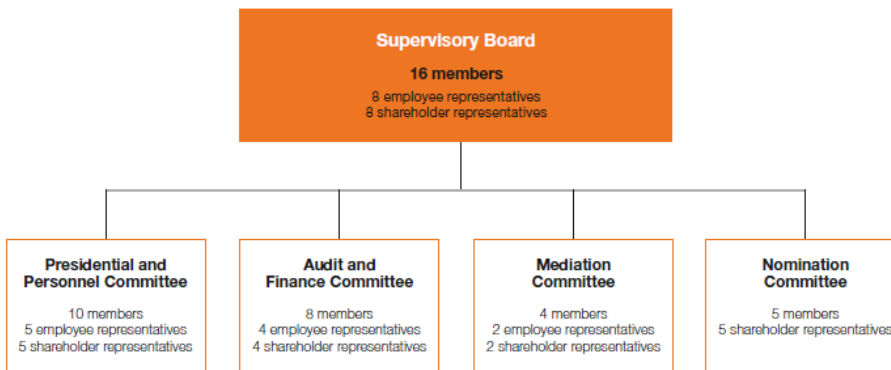 Supervisory Board
16 members
8 employee representatives
8 shareholder representatives
Presidential and
Personnel Committee
10 members
5 employee representatives
5 shareholder representatives
Audit and
Finance Committee
8 members
4 employee representatives
4 shareholder representatives
Mediation
Committee
4 members
2 employee representatives
2 shareholder representatives
Nomination
Committee
5 members
5 shareholder representatives